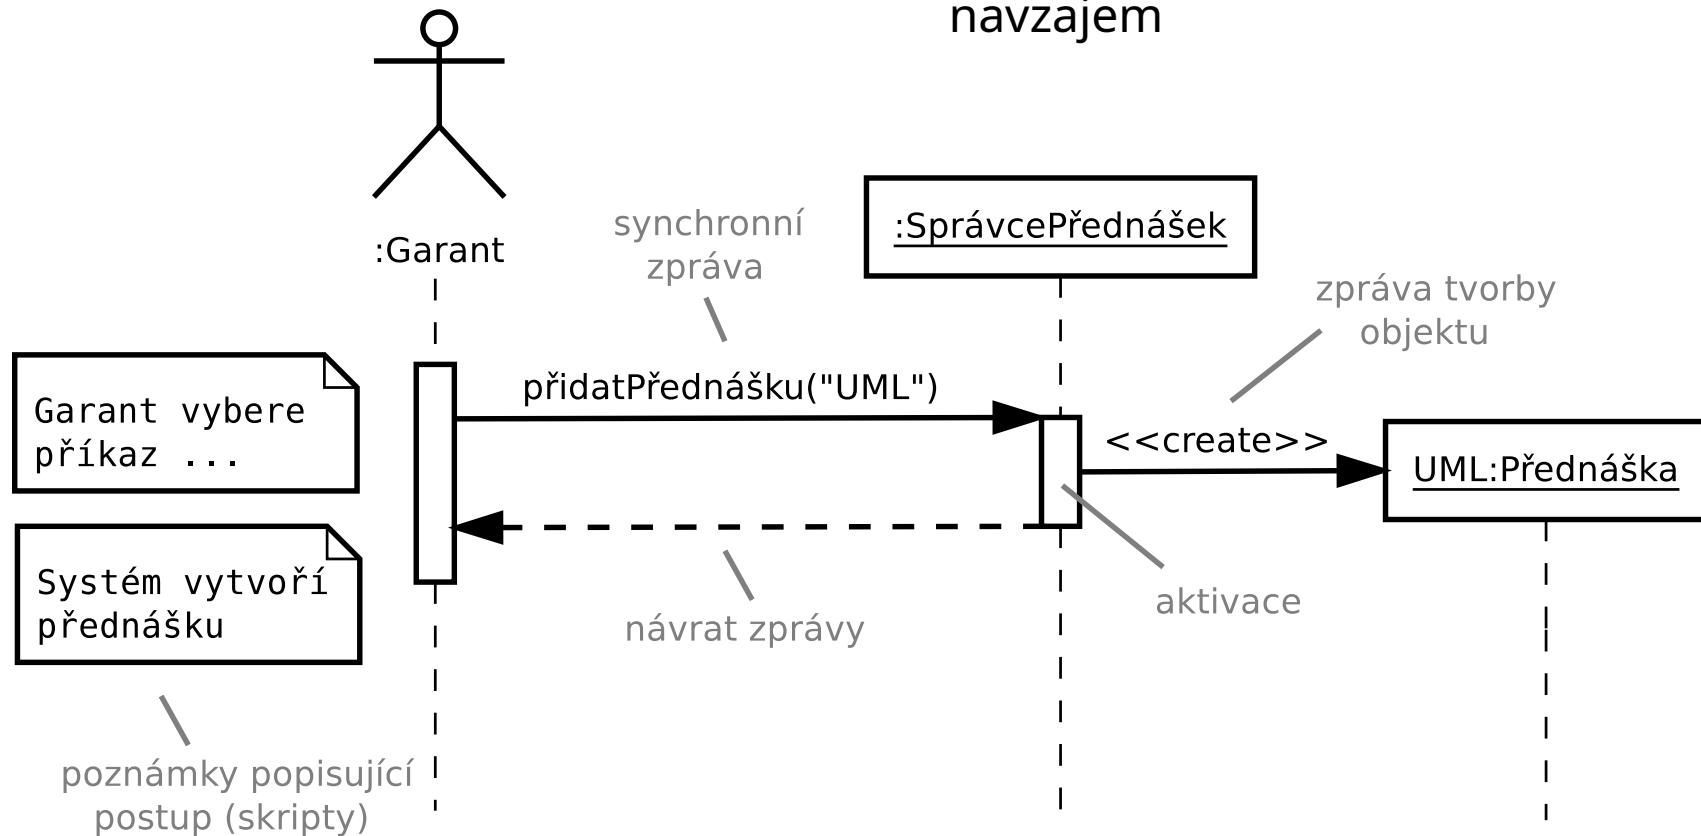 navzájem
:Garant
synchronní
zpráva
:SprávcePřednášek
zpráva tvorby
objektu
přidatPřednášku("UML")
Garant vybere
příkaz ...
<<create>>
UML:Přednáška
Systém vytvoří
přednášku
návrat zprávy
aktivace
poznámky popisující
postup (skripty)